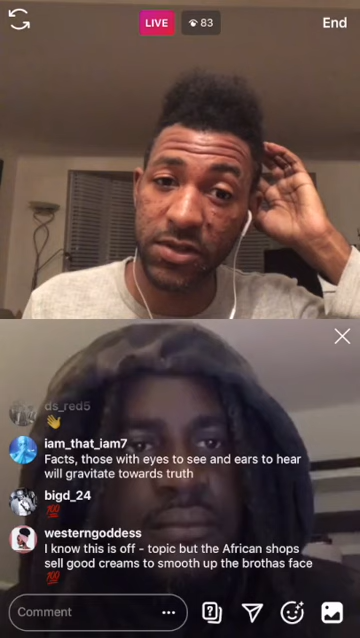 LIVE
83
End
ds_red5
👋
iam_that_iam7
Facts, those with eyes to see and ears to hear
will gravitate towards truth
bigd_24
💯
westerngoddess
I know this is off - topic but the African shops
sell good creams to smooth up the brothas face
💯
Comment